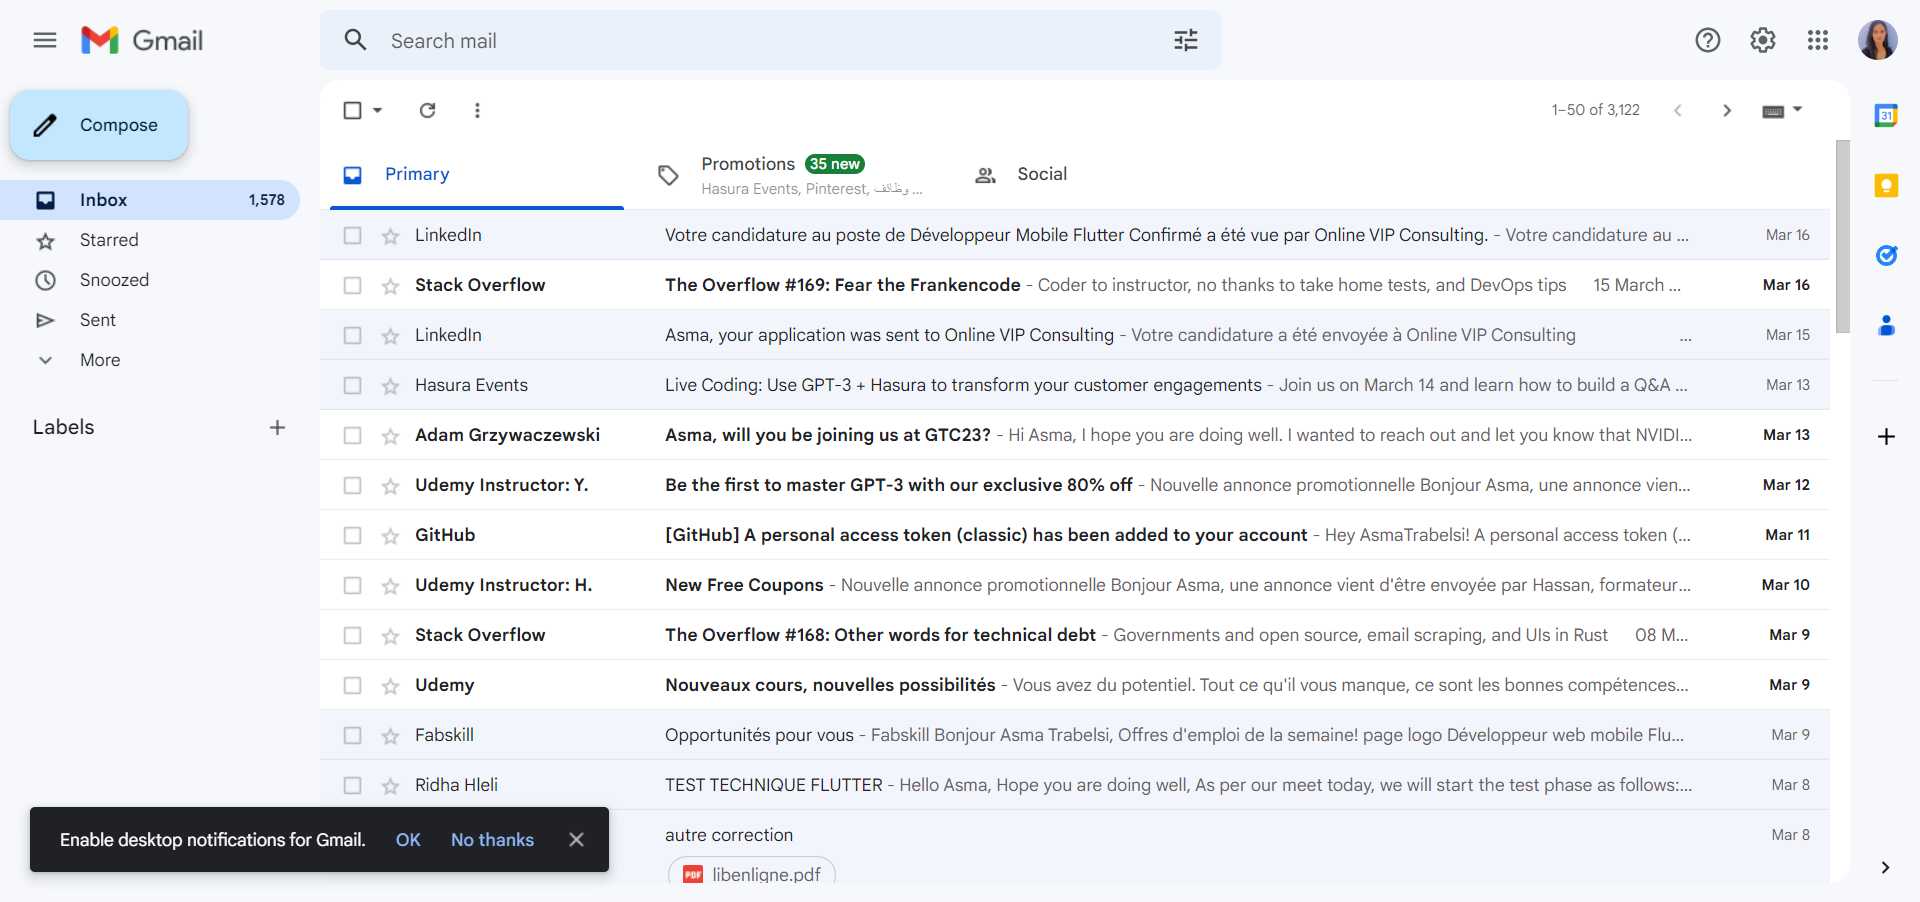 Gmail
Search mail
Compose
Inbox 1,578
Starred
Snoozed
Sent
More
Labels
1–50 of 3,122
31
Primary
Promotions 35 new
Hasura Events, Pinterest, وظائف ...
Social
LinkedIn Votre candidature au poste de Développeur Mobile Flutter Confirmé a été vue par Online VIP Consulting. - Votre candidature au ... Mar 16
Stack Overflow The Overflow #169: Fear the Frankencode - Coder to instructor, no thanks to take home tests, and DevOps tips 15 March ... Mar 16
LinkedIn Asma, your application was sent to Online VIP Consulting - Votre candidature a été envoyée à Online VIP Consulting ... Mar 15
Hasura Events Live Coding: Use GPT-3 + Hasura to transform your customer engagements - Join us on March 14 and learn how to build a Q&A ... Mar 13
Adam Grzywaczewski Asma, will you be joining us at GTC23? - Hi Asma, I hope you are doing well. I wanted to reach out and let you know that NVIDI... Mar 13
Udemy Instructor: Y. Be the first to master GPT-3 with our exclusive 80% off - Nouvelle annonce promotionnelle Bonjour Asma, une annonce vien... Mar 12
GitHub [GitHub] A personal access token (classic) has been added to your account - Hey AsmaTrabelsi! A personal access token (... Mar 11
Udemy Instructor: H. New Free Coupons - Nouvelle annonce promotionnelle Bonjour Asma, une annonce vient d'être envoyée par Hassan, formateur... Mar 10
Stack Overflow The Overflow #168: Other words for technical debt - Governments and open source, email scraping, and UIs in Rust 08 M... Mar 9
Udemy Nouveaux cours, nouvelles possibilités - Vous avez du potentiel. Tout ce qu'il vous manque, ce sont les bonnes compétences... Mar 9
Fabskill Opportunités pour vous - Fabskill Bonjour Asma Trabelsi, Offres d'emploi de la semaine! page logo Développeur web mobile Flu... Mar 9
Ridha Hleli TEST TECHNIQUE FLUTTER - Hello Asma, Hope you are doing well, As per our meet today, we will start the test phase as follows:... Mar 8
autre correction Mar 8
PDF libenligne.pdf
Enable desktop notifications for Gmail. OK No thanks